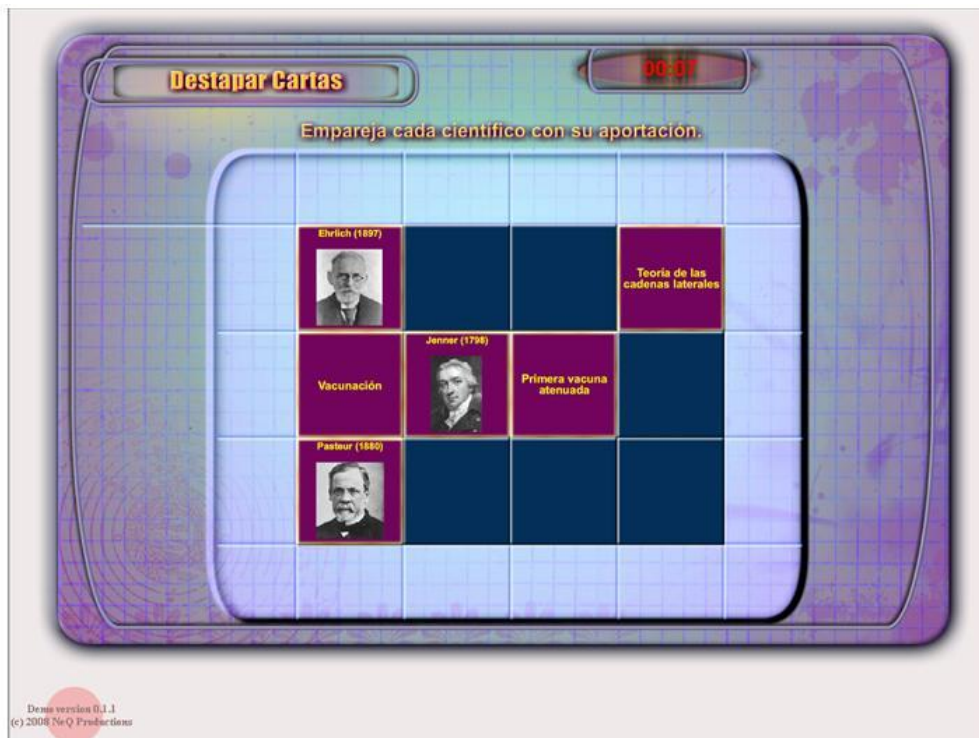 Destapar Cartas
00:07
Empareja cada científico con su aportación.
Ehrlich (1897)
Teoría de las
cadenas laterales
Vacunación
Jenner (1798)
Primera vacuna
atenuada
Pasteur (1880)
Demo version 0.1.1
(c) 2008 NeQ Productions